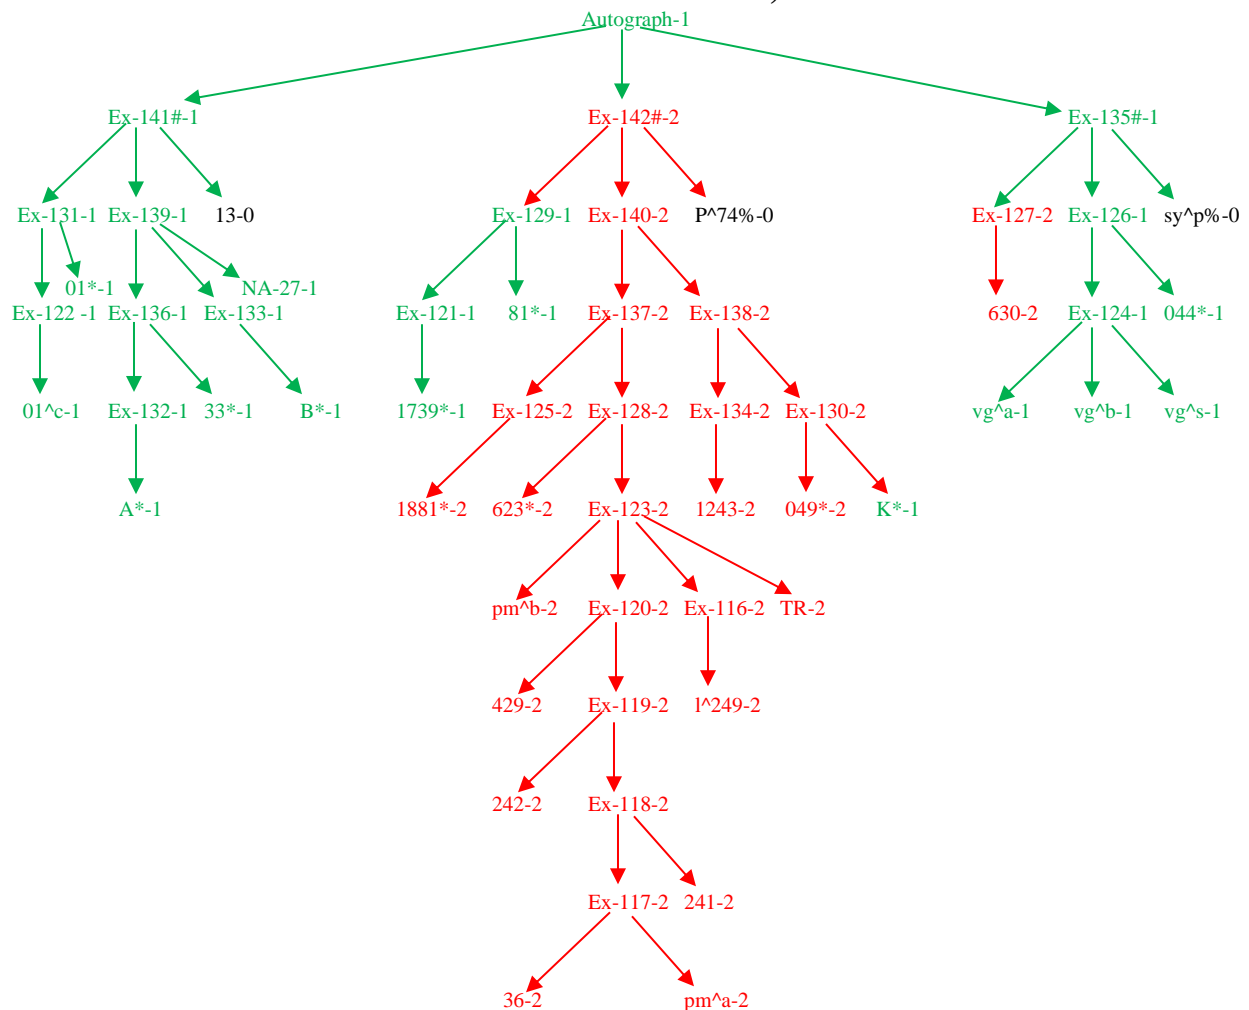 Autograph-1
Ex-141#-1 Ex-142#-2 Ex-135#-1
Ex-131-1 Ex-139-1 13-0 Ex-129-1 Ex-140-2 P^74%-0 Ex-127-2 Ex-126-1 sy^p%-0
01*-1 NA-27-1
Ex-122 -1 Ex-136-1 Ex-133-1 Ex-121-1 81*-1 Ex-137-2 Ex-138-2 630-2 Ex-124-1 044*-1
01^c-1 Ex-132-1 33*-1 B*-1 1739*-1 Ex-125-2 Ex-128-2 Ex-134-2 Ex-130-2 vg^a-1 vg^b-1 vg^s-1
A*-1 1881*-2 623*-2 Ex-123-2 1243-2 049*-2 K*-1
pm^b-2 Ex-120-2 Ex-116-2 TR-2
429-2 Ex-119-2 l^249-2
242-2 Ex-118-2
Ex-117-2 241-2
36-2 pm^a-2